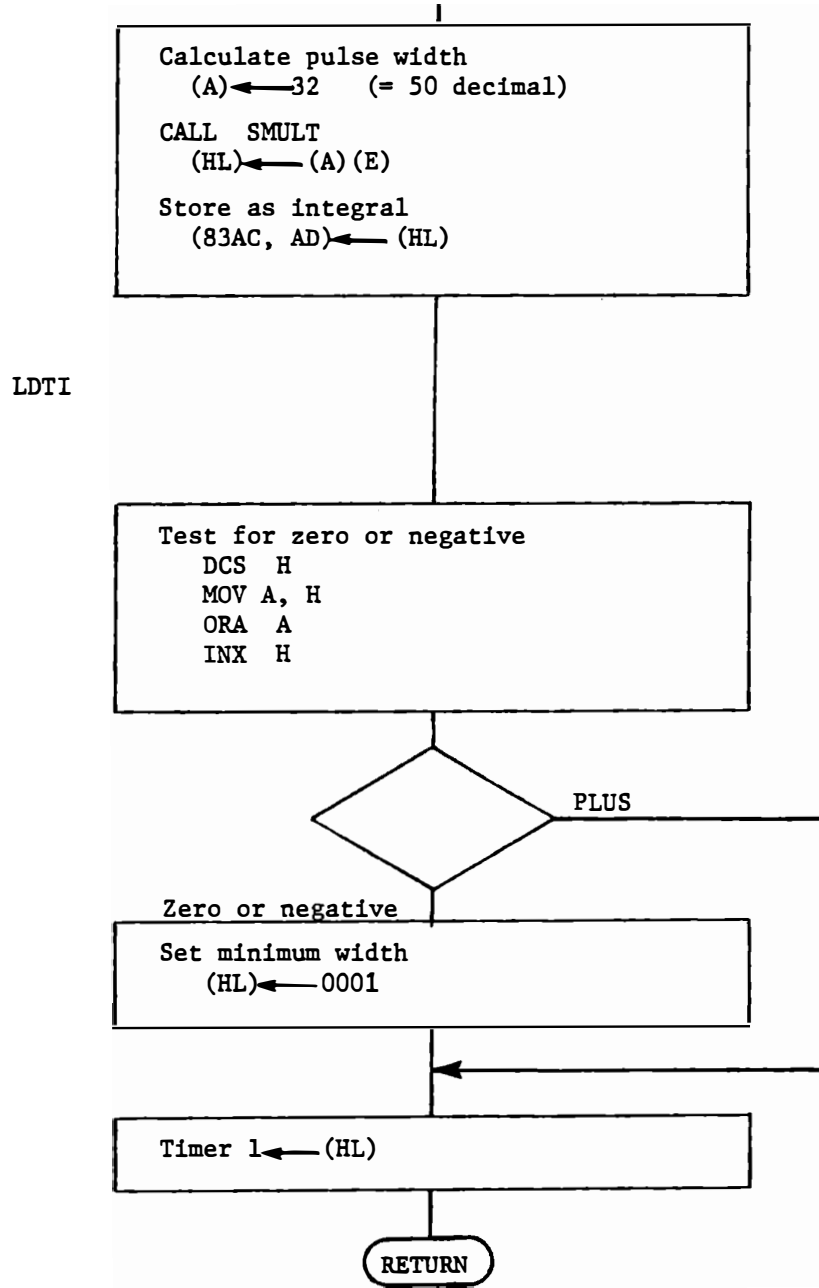 Calculate pulse width
(A)←32 (= 50 decimal)
CALL SMULT
(HL)←(A)(E)
Store as integral
(83AC, AD)←(HL)
LDTI
Test for zero or negative
DCS H
MOV A, H
ORA A
INX H
PLUS
Zero or negative
Set minimum width
(HL)←0001
Timer 1←(HL)
RETURN